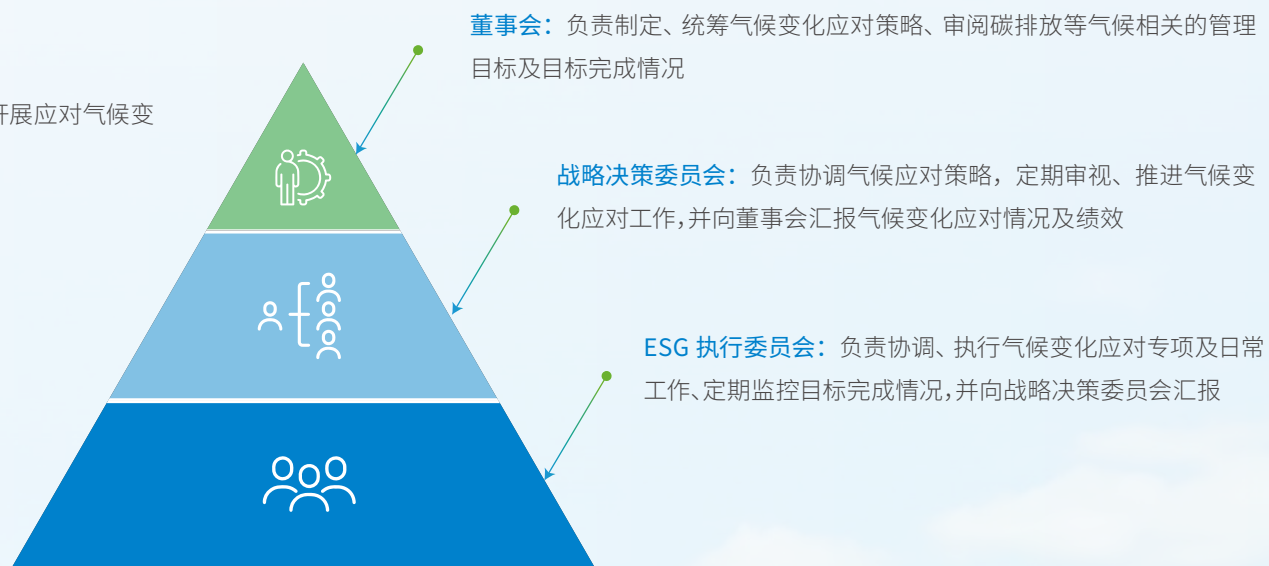 董事会：负责制定、统筹气候变化应对策略、审阅碳排放等气候相关的管理
目标及目标完成情况
开展应对气候变
战略决策委员会：负责协调气候应对策略，定期审视、推进气候变
化应对工作,并向董事会汇报气候变化应对情况及绩效
ESG 执行委员会：负责协调、执行气候变化应对专项及日常
工作、定期监控目标完成情况,并向战略决策委员会汇报